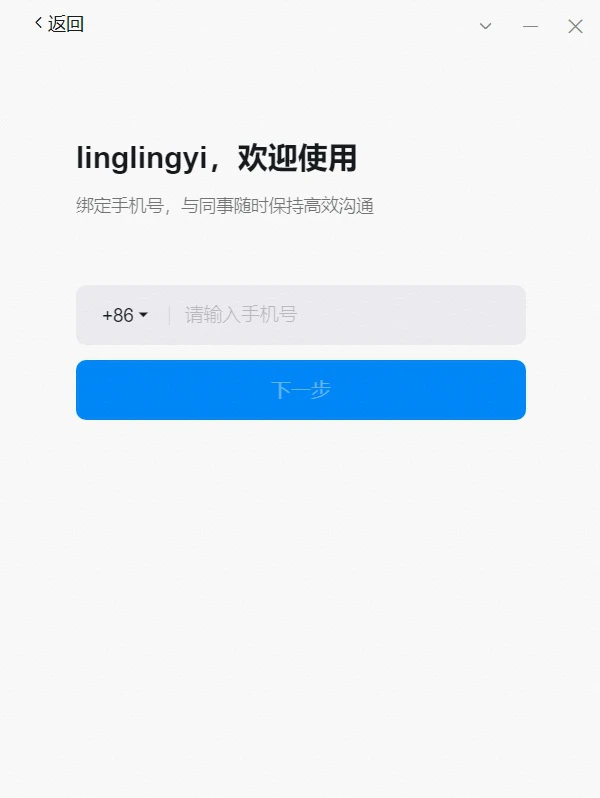 返回
linglingyi，欢迎使用
绑定手机号，与同事随时保持高效沟通
+86 请输入手机号
下一步